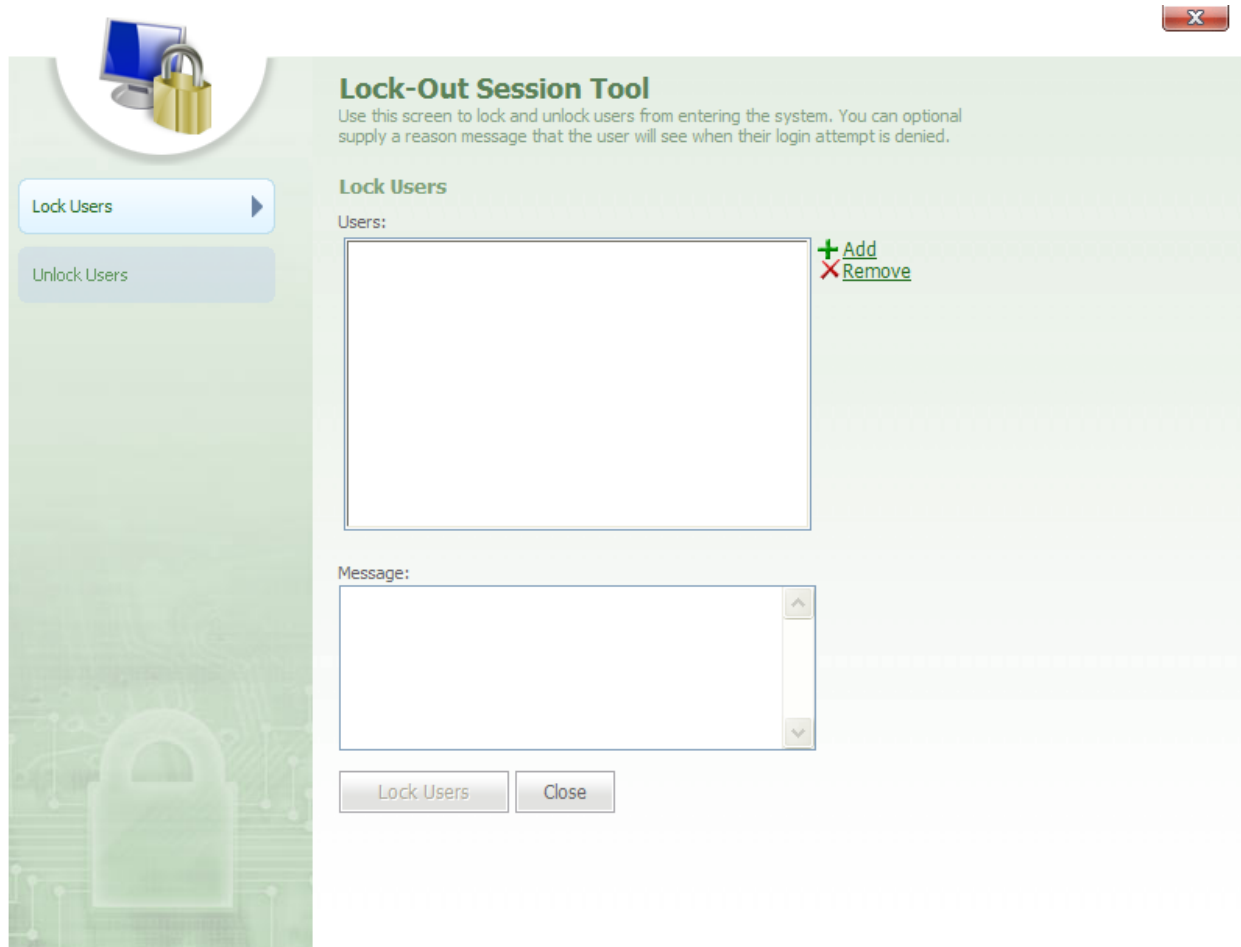 X
Lock-Out Session Tool
Use this screen to lock and unlock users from entering the system. You can optional
supply a reason message that the user will see when their login attempt is denied.
Lock Users
Unlock Users
Lock Users
Users:
Add
Remove
Message:
Lock Users
Close